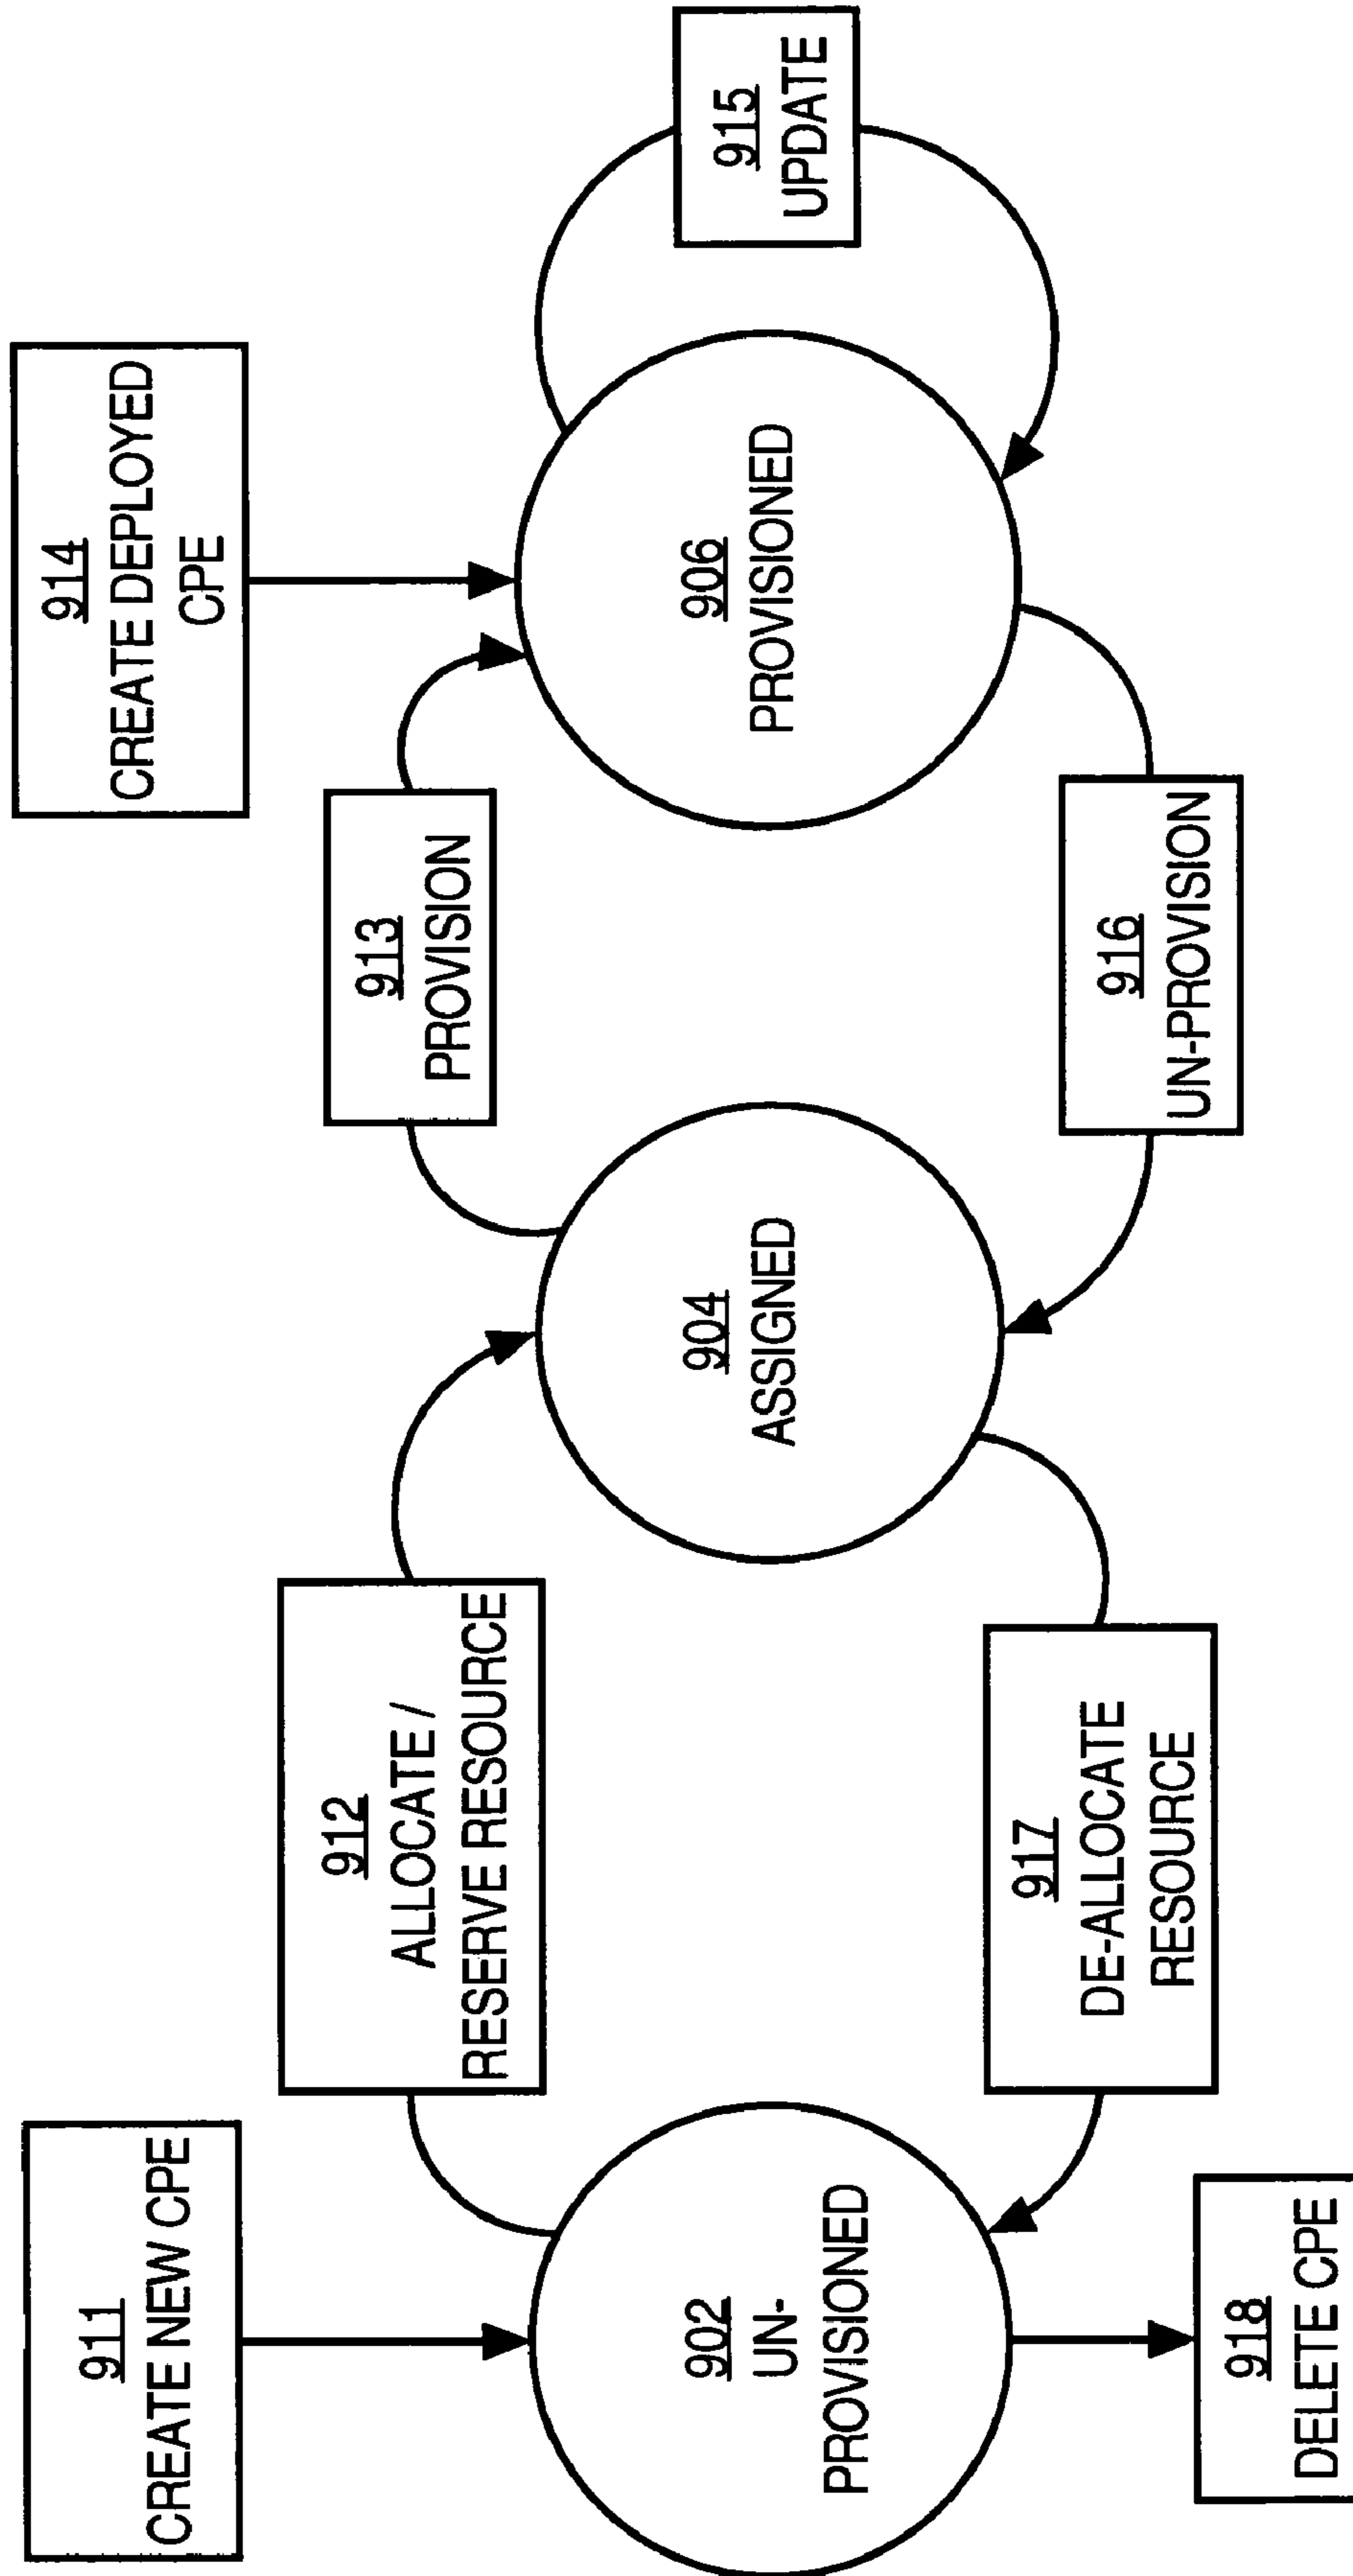 911
CREATE NEW CPE
914
CREATE DEPLOYED
CPE
912
ALLOCATE /
RESERVE RESOURCE
913
PROVISION
902
UN-
PROVISIONED
904
ASSIGNED
906
PROVISIONED
915
UPDATE
917
DE-ALLOCATE
RESOURCE
916
UN-PROVISION
918
DELETE CPE